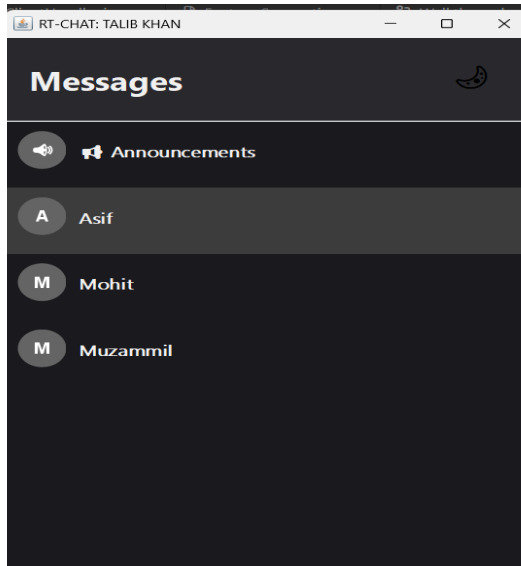 RT-CHAT: TALIB KHAN
Messages
Announcements
A Asif
M Mohit
M Muzammil